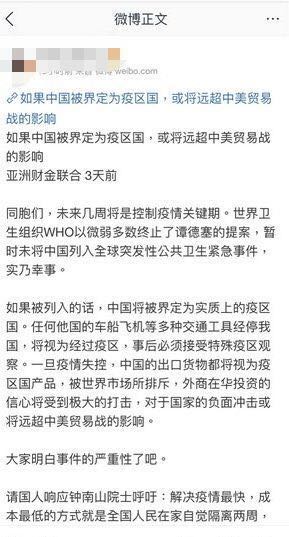 微博正文
weibo.com
如果中国被界定为疫区国，或将远超中美贸易
战的影响
如果中国被界定为疫区国，或将远超中美贸易战
的影响
亚洲财金联合 3天前
同胞们，未来几周将是控制疫情关键期。世界卫
生组织WHO以微弱多数终止了谭德塞的提案，暂
时未将中国列入全球突发性公共卫生紧急事件，
实乃幸事。
如果被列入的话，中国将被界定为实质上的疫区
国。任何他国的车船飞机等多种交通工具经停我
国，将视为经过疫区，事后必须接受特殊疫区观
察。一旦疫情失控，中国的出口货物都将视为疫
区国产品，被世界市场所排斥，外商在华投资的
信心将受到极大的打击，对于国家的负面冲击或
将远超中美贸易战的影响。
大家明白事件的严重性了吧。
请国人响应钟南山院士呼吁：解决疫情最快，成
本最低的方式就是全国人民在家自觉隔离两周，